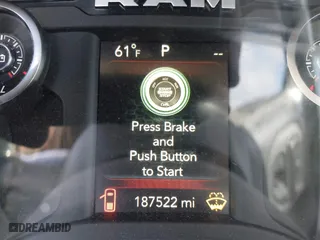 RAM
61°F P --
Press Brake
and
Push Button
to Start
187522 mi
DREAMBID